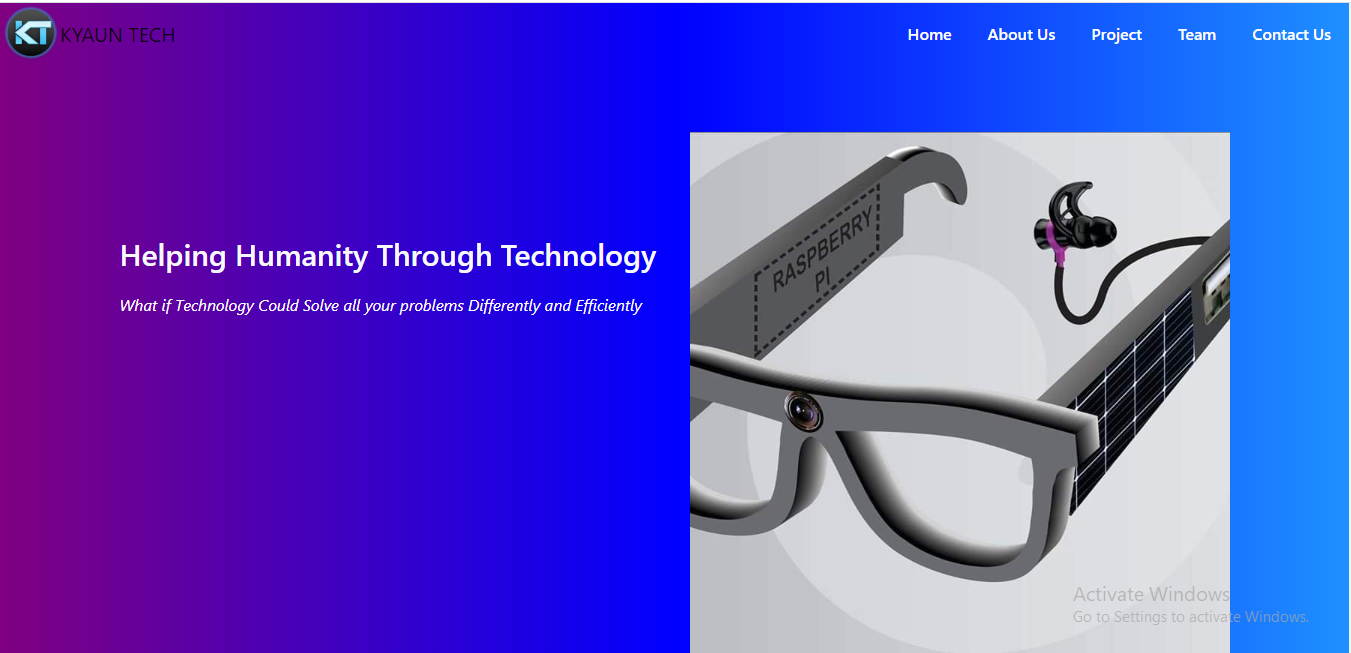 KT KYAUN TECH
Home About Us Project Team Contact Us
Helping Humanity Through Technology
What if Technology Could Solve all your problems Differently and Efficiently
RASPBERRY
PI
Activate Windows
Go to Settings to activate Windows.